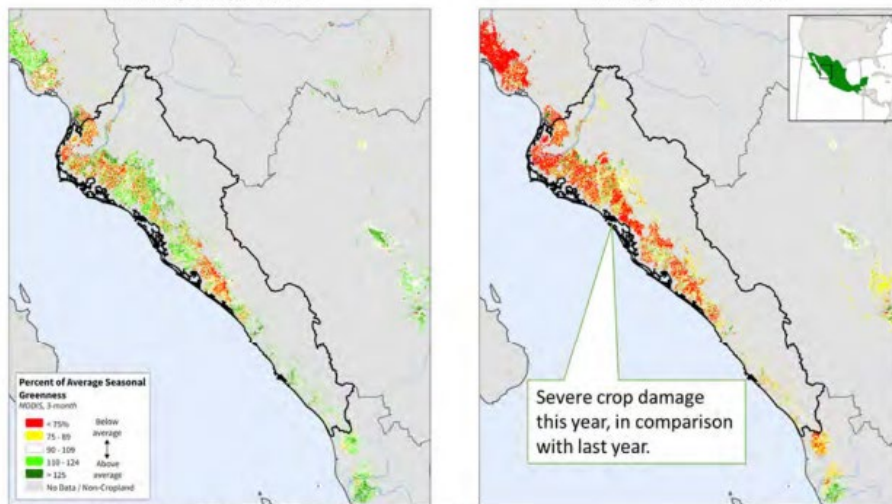 Percent of Average Seasonal
Greenness
MODIS, 3-month
< 75%
75 - 89
90 - 109
110 - 124
> 125
No Data / Non-Cropland
Below
average
Above
average
Severe crop damage
this year, in comparison
with last year.